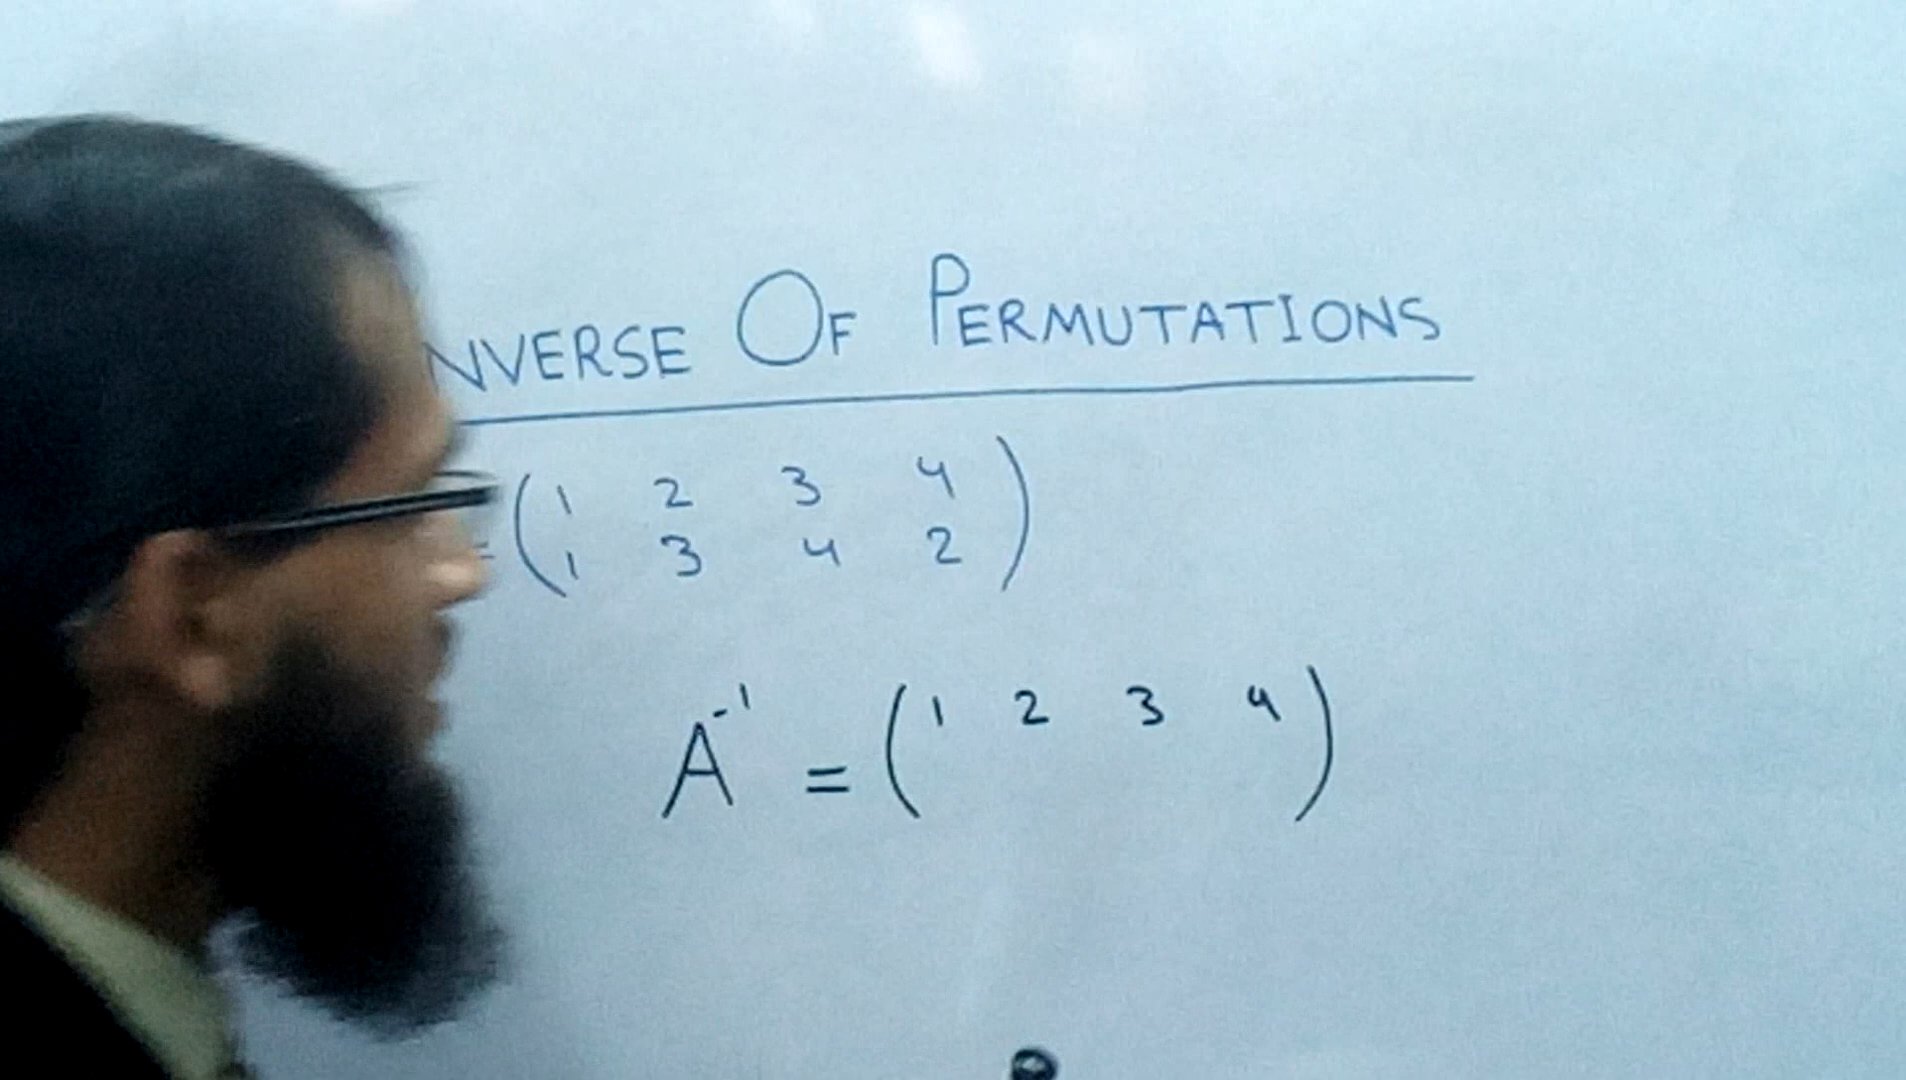 NVERSE OF PERMUTATIONS
= ( 1 2 3 4 )
1 3 4 2
A⁻¹ = ( 1 2 3 4 )